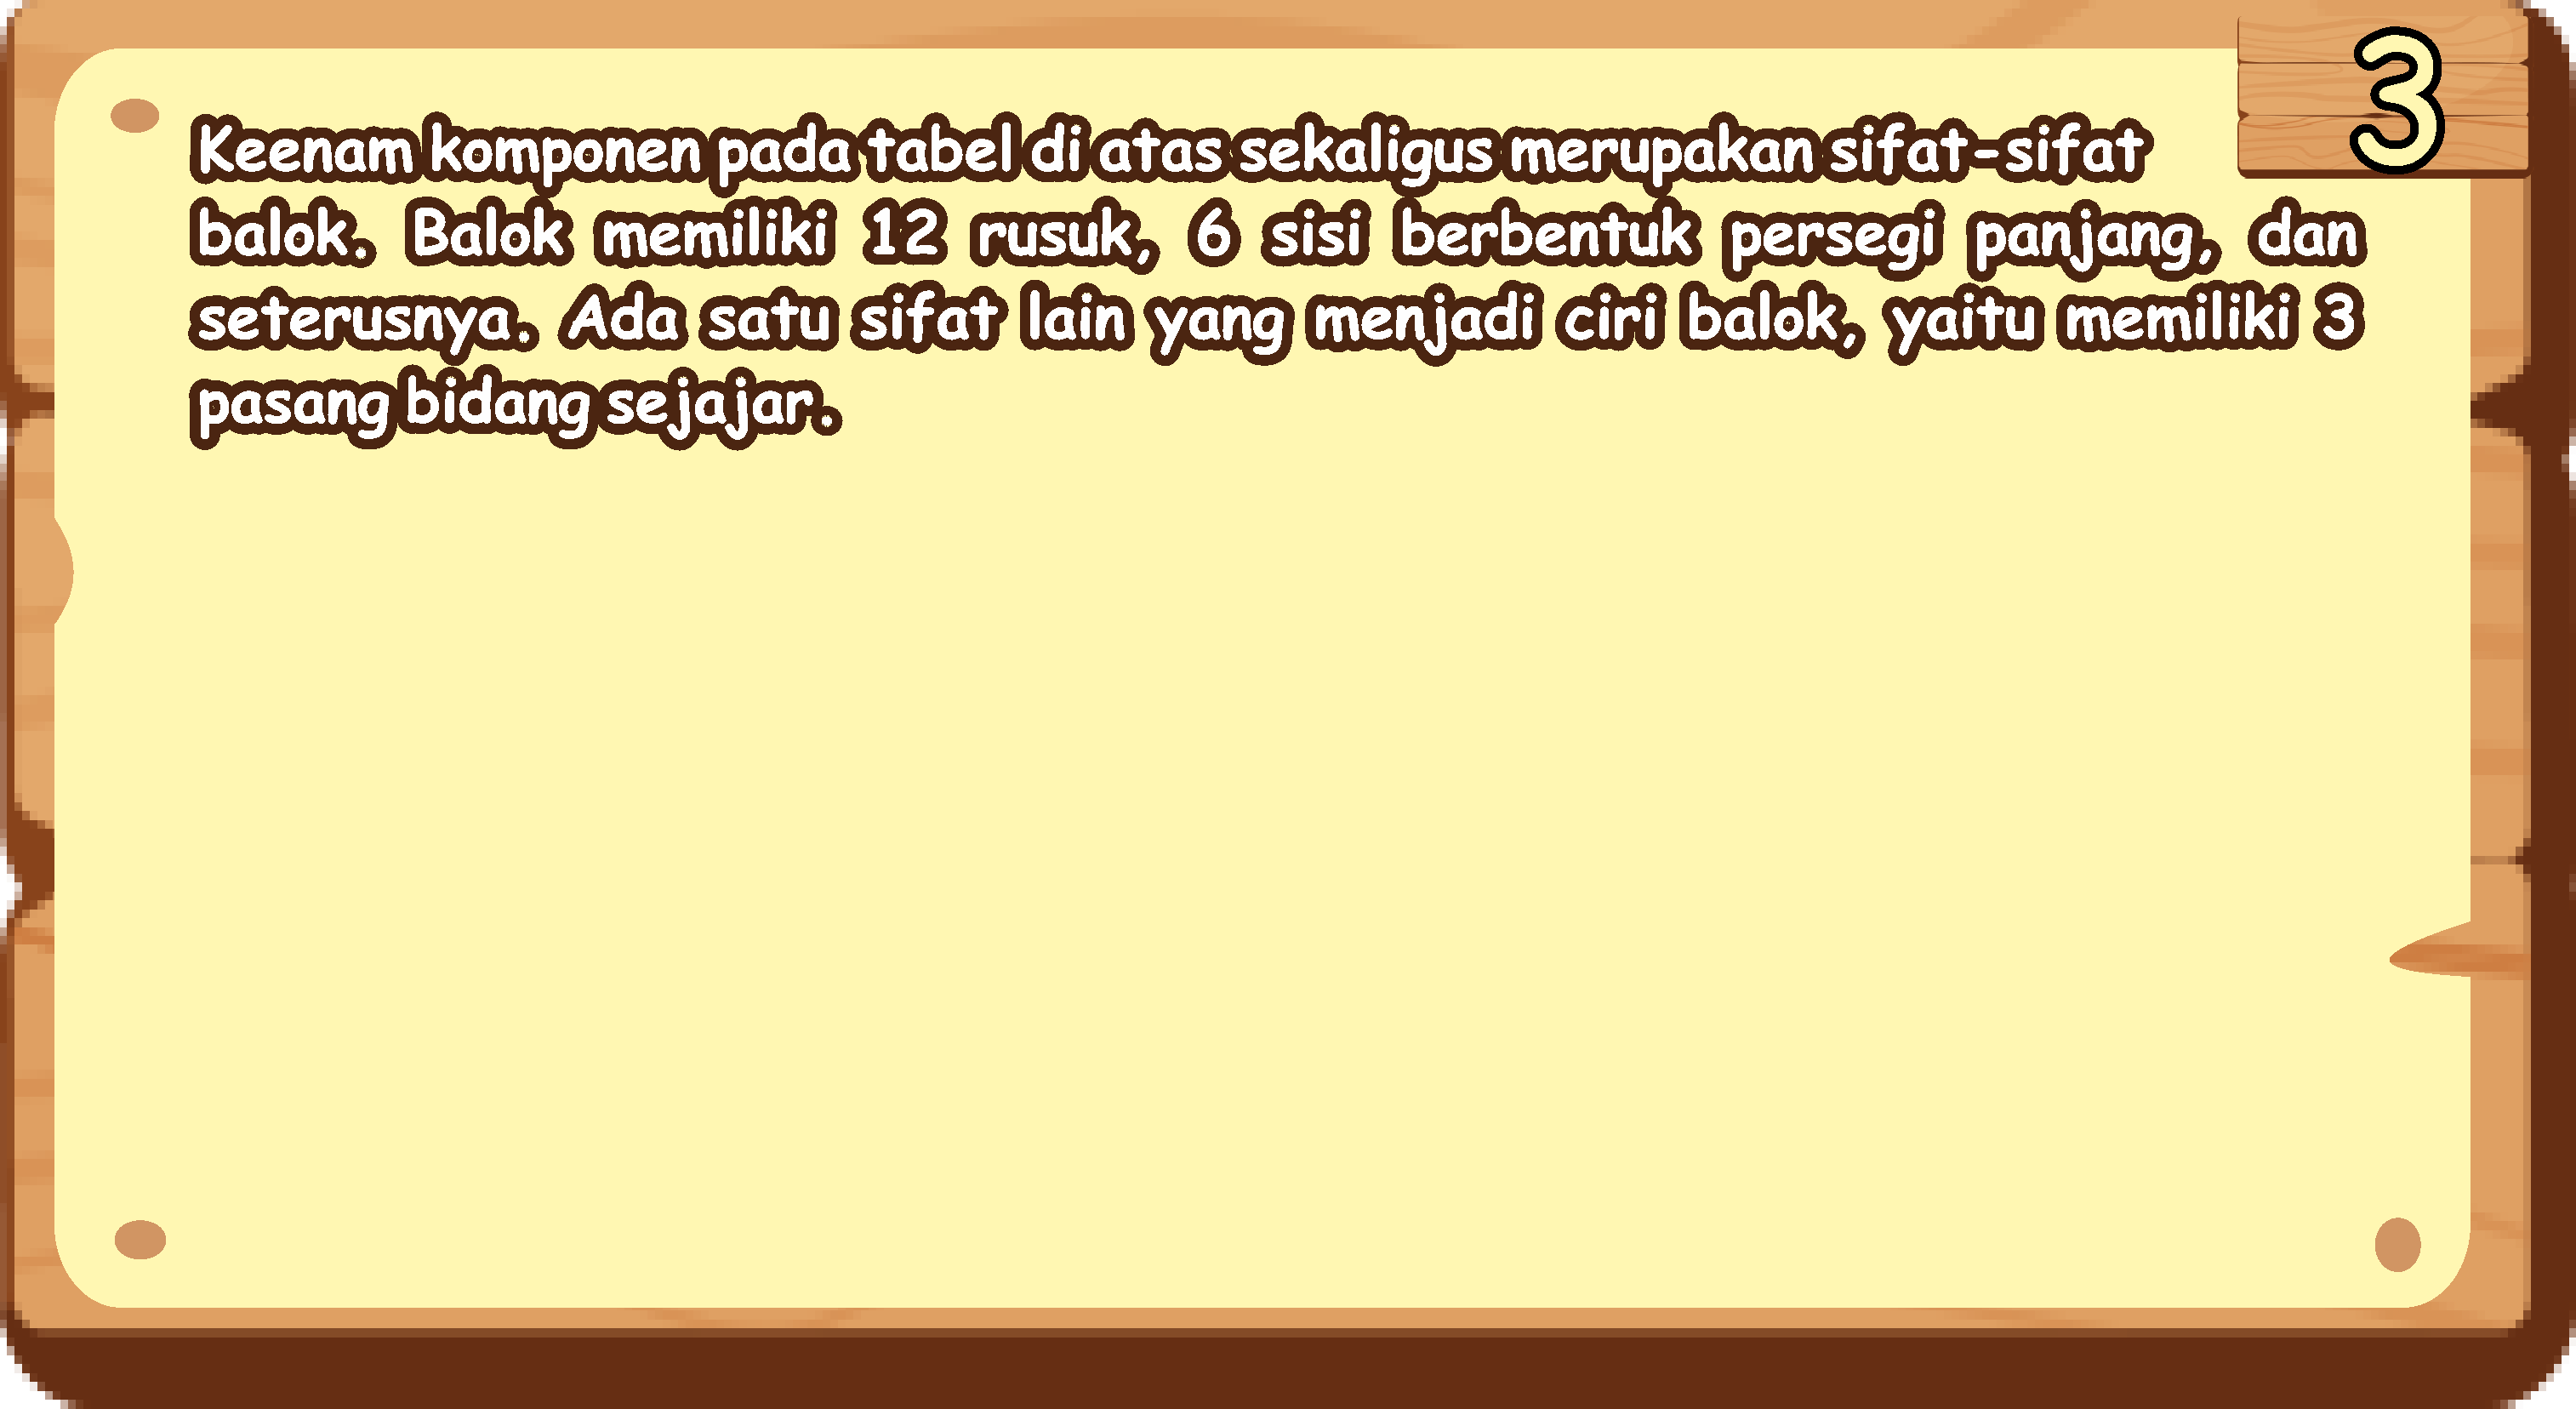 3
Keenam komponen pada tabel di atas sekaligus merupakan sifat-sifat
balok. Balok memiliki 12 rusuk, 6 sisi berbentuk persegi panjang, dan
seterusnya. Ada satu sifat lain yang menjadi ciri balok, yaitu memiliki 3
pasang bidang sejajar.